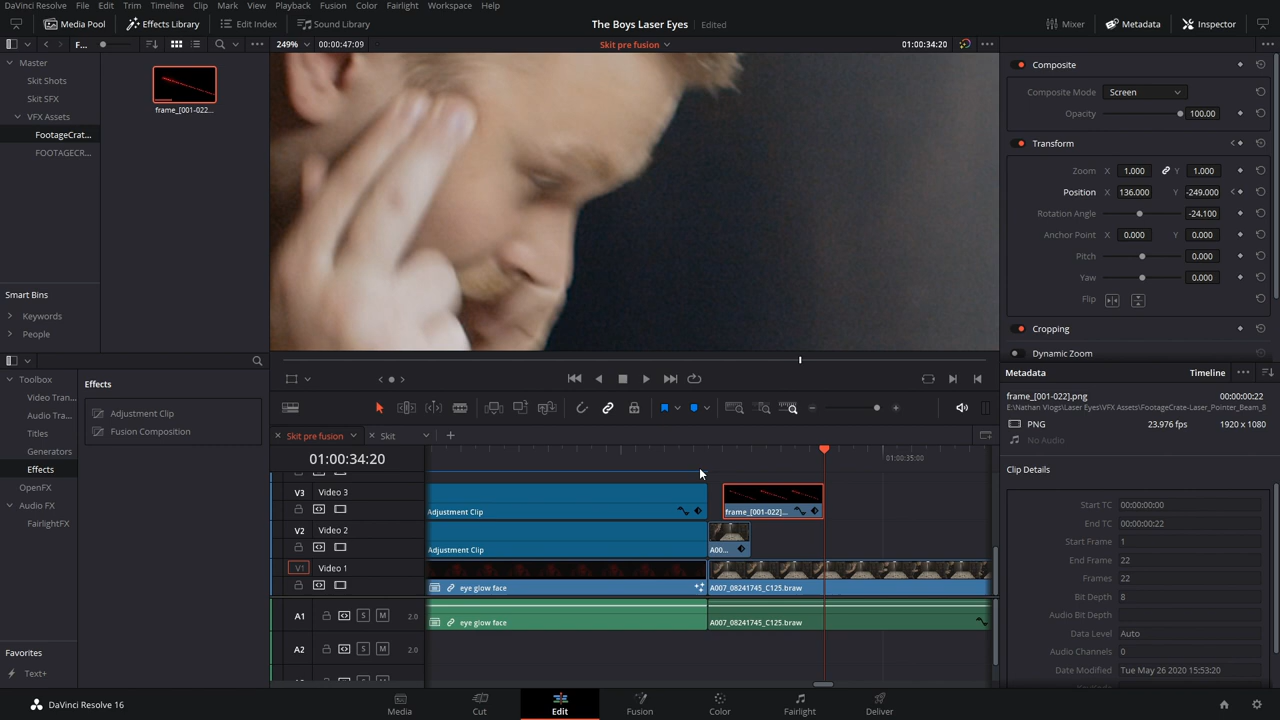 DaVinci Resolve File Edit Trim Timeline Clip Mark View Playback Fusion Color Fairlight Workspace Help
Media Pool Effects Library Edit Index Sound Library The Boys Laser Eyes Edited Mixer Metadata Inspector
F... 249% 00:00:47:09 Skit pre fusion 01:00:34:20
Master
Skit Shots
Skit SFX
VFX Assets
FootageCrat...
FOOTAGECR...
frame_[001-022...
Smart Bins
Keywords
People
Composite
Composite Mode Screen
Opacity 100.00
Transform
Zoom X 1.000 Y 1.000
Position X 136.000 Y -249.000
Rotation Angle -24.100
Anchor Point X 0.000 Y 0.000
Pitch 0.000
Yaw 0.000
Flip
Cropping
Dynamic Zoom
Toolbox
Video Tran...
Audio Tra...
Titles
Generators
Effects
OpenFX
Audio FX
FairlightFX
Favorites
Text+
Effects
Adjustment Clip
Fusion Composition
Skit pre fusion Skit
01:00:34:20 01:00:35:00
V3 Video 3
Adjustment Clip frame_[001-022]...
V2 Video 2
Adjustment Clip A00...
V1 Video 1
eye glow face A007_08241745_C125.braw
A1 S M 2.0
eye glow face A007_08241745_C125.braw
A2 S M 2.0
Metadata Timeline
frame_[001-022].png 00:00:00:22
E:\Nathan Vlogs\Laser Eyes\VFX Assets\FootageCrate-Laser_Pointer_Beam_8
PNG 23.976 fps 1920 x 1080
No Audio
Clip Details
Start TC 00:00:00:00
End TC 00:00:00:22
Start Frame 1
End Frame 22
Frames 22
Bit Depth 8
Audio Bit Depth
Data Level Auto
Audio Channels 0
Date Modified Tue May 26 2020 15:53:20
DaVinci Resolve 16 Media Cut Edit Fusion Color Fairlight Deliver